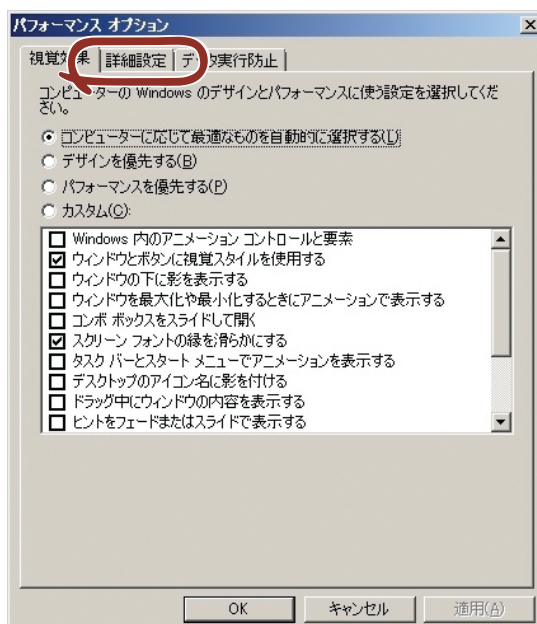 パフォーマンス オプション
視覚効果
詳細設定
データ実行防止
コンピューターの Windows のデザインとパフォーマンスに使う設定を選択してくだ
さい。
コンピューターに応じて最適なものを自動的に選択する(L)
デザインを優先する(B)
パフォーマンスを優先する(P)
カスタム(C):
Windows 内のアニメーション コントロールと要素
ウィンドウとボタンに視覚スタイルを使用する
ウィンドウの下に影を表示する
ウィンドウを最大化や最小化するときにアニメーションで表示する
コンボ ボックスをスライドして開く
スクリーン フォントの縁を滑らかにする
タスク バーとスタート メニューでアニメーションを表示する
デスクトップのアイコン名に影を付ける
ドラッグ中にウィンドウの内容を表示する
ヒントをフェードまたはスライドで表示する
OK
キャンセル
適用(A)